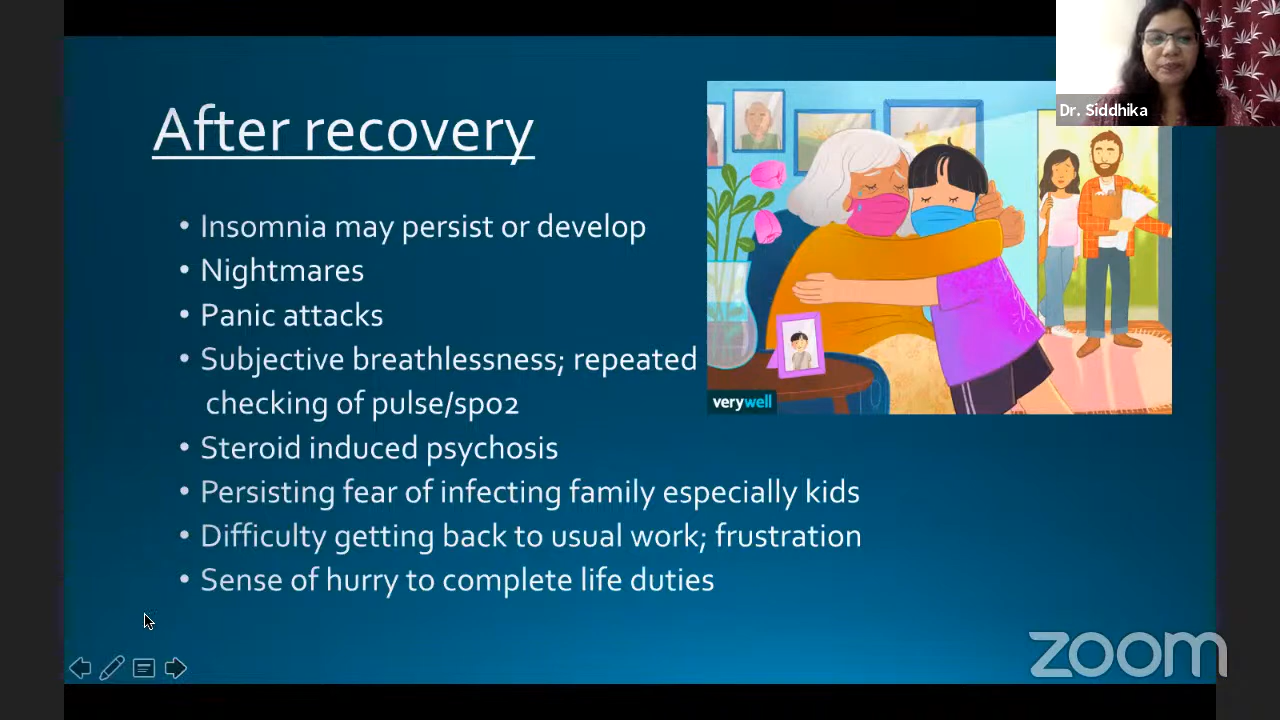 Dr. Siddhika
After recovery
• Insomnia may persist or develop
• Nightmares
• Panic attacks
• Subjective breathlessness; repeated
checking of pulse/spo2
• Steroid induced psychosis
• Persisting fear of infecting family especially kids
• Difficulty getting back to usual work; frustration
• Sense of hurry to complete life duties
verywell
zoom